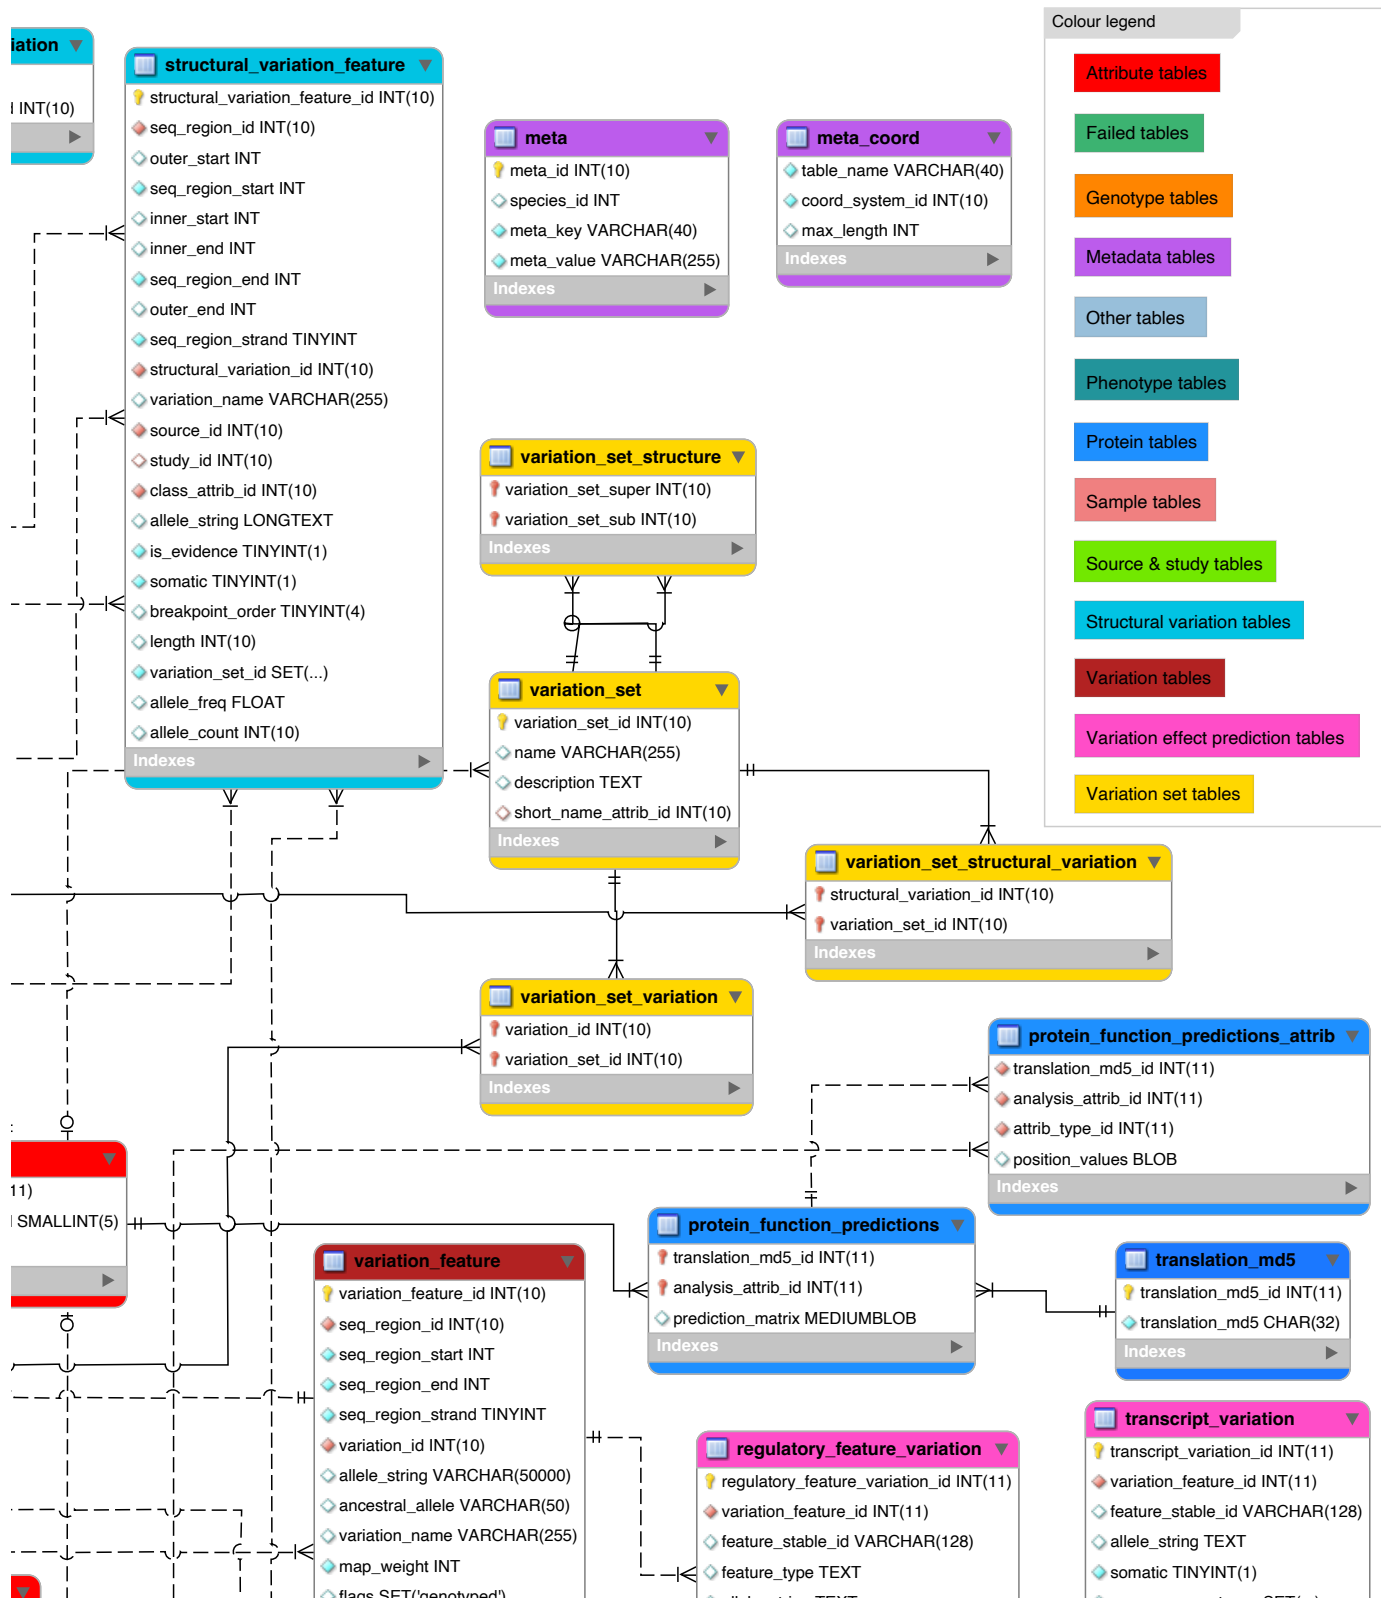 iation
I INT(10)
structural_variation_feature
structural_variation_feature_id INT(10)
seq_region_id INT(10)
outer_start INT
seq_region_start INT
inner_start INT
inner_end INT
seq_region_end INT
outer_end INT
seq_region_strand TINYINT
structural_variation_id INT(10)
variation_name VARCHAR(255)
source_id INT(10)
study_id INT(10)
class_attrib_id INT(10)
allele_string LONGTEXT
is_evidence TINYINT(1)
somatic TINYINT(1)
breakpoint_order TINYINT(4)
length INT(10)
variation_set_id SET(...)
allele_freq FLOAT
allele_count INT(10)
Indexes
meta
meta_id INT(10)
species_id INT
meta_key VARCHAR(40)
meta_value VARCHAR(255)
Indexes
meta_coord
table_name VARCHAR(40)
coord_system_id INT(10)
max_length INT
Indexes
Colour legend
Attribute tables
Failed tables
Genotype tables
Metadata tables
Other tables
Phenotype tables
Protein tables
Sample tables
Source & study tables
Structural variation tables
Variation tables
Variation effect prediction tables
Variation set tables
variation_set_structure
variation_set_super INT(10)
variation_set_sub INT(10)
Indexes
variation_set
variation_set_id INT(10)
name VARCHAR(255)
description TEXT
short_name_attrib_id INT(10)
Indexes
variation_set_structural_variation
structural_variation_id INT(10)
variation_set_id INT(10)
Indexes
variation_set_variation
variation_id INT(10)
variation_set_id INT(10)
Indexes
protein_function_predictions_attrib
translation_md5_id INT(11)
analysis_attrib_id INT(11)
attrib_type_id INT(11)
position_values BLOB
Indexes
11)
SMALLINT(5)
protein_function_predictions
translation_md5_id INT(11)
analysis_attrib_id INT(11)
prediction_matrix MEDIUMBLOB
Indexes
translation_md5
translation_md5_id INT(11)
translation_md5 CHAR(32)
Indexes
variation_feature
variation_feature_id INT(10)
seq_region_id INT(10)
seq_region_start INT
seq_region_end INT
seq_region_strand TINYINT
variation_id INT(10)
allele_string VARCHAR(50000)
ancestral_allele VARCHAR(50)
variation_name VARCHAR(255)
map_weight INT
flags SET('genotyped')
regulatory_feature_variation
regulatory_feature_variation_id INT(11)
variation_feature_id INT(11)
feature_stable_id VARCHAR(128)
feature_type TEXT
transcript_variation
transcript_variation_id INT(11)
variation_feature_id INT(11)
feature_stable_id VARCHAR(128)
allele_string TEXT
somatic TINYINT(1)